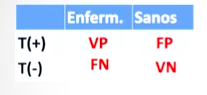 Enferm. Sanos
T(+) VP FP
T(-) FN VN